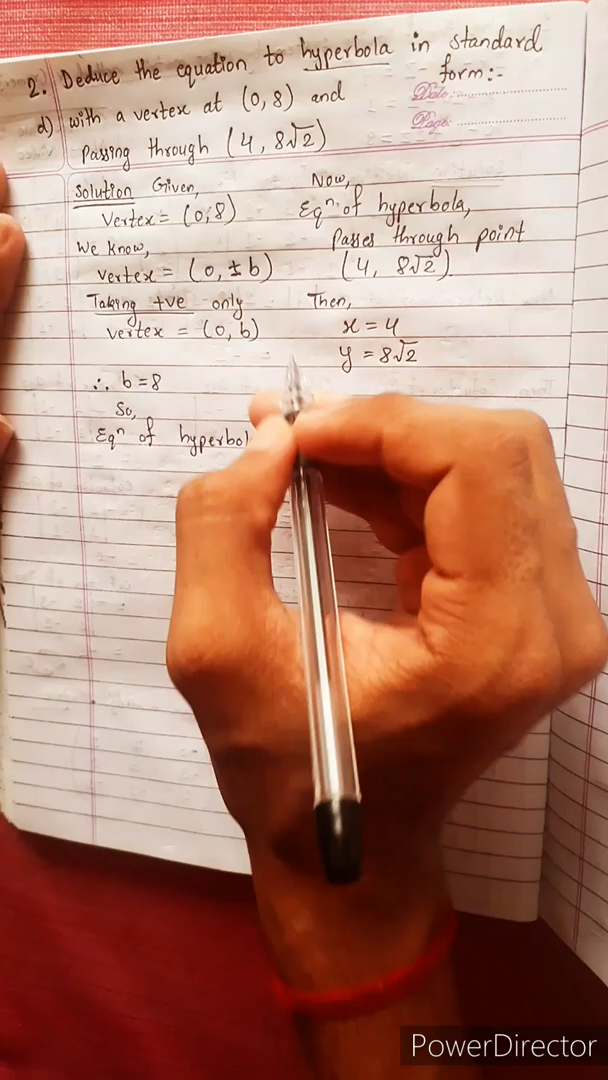 2. Deduce the equation to hyperbola in standard
form:-
Date:
d) with a vertex at (0, 8) and
Page:
Passing through (4, 8√2)
Solution Given,
Vertex = (0, 8)
We know,
vertex = (0, ± b)
Taking +ve only
vertex = (0, b)
∴ b = 8
So,
Eqⁿ of hyperbol
Now,
Eqⁿ. of hyperbola,
Passes through point
(4, 8√2).
Then,
x = 4
y = 8√2
PowerDirector